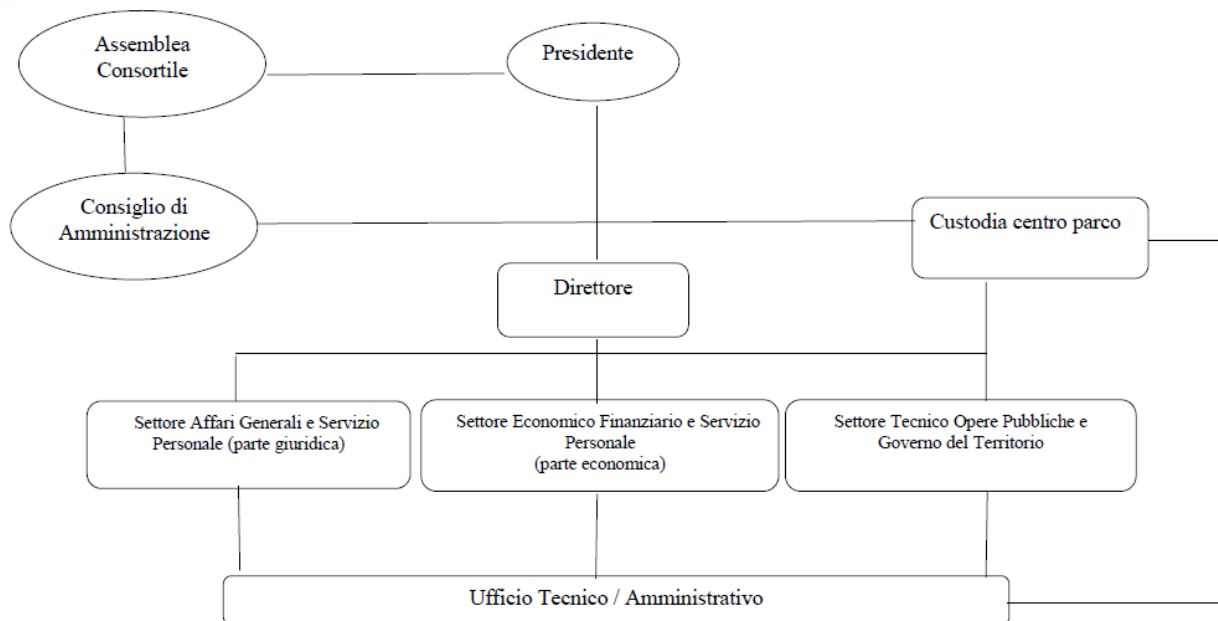 Assemblea
Consortile
Presidente
Consiglio di
Amministrazione
Custodia centro parco
Direttore
Settore Affari Generali e Servizio
Personale (parte giuridica)
Settore Economico Finanziario e Servizio
Personale
(parte economica)
Settore Tecnico Opere Pubbliche e
Governo del Territorio
Ufficio Tecnico / Amministrativo